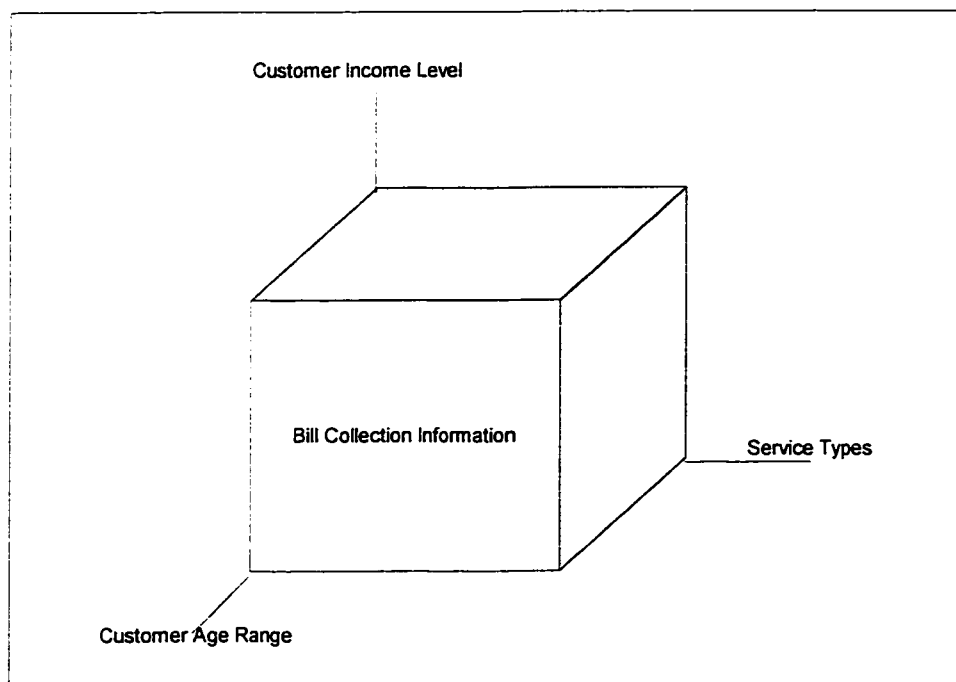 Customer Income Level
Bill Collection Information
Service Types
Customer Age Range